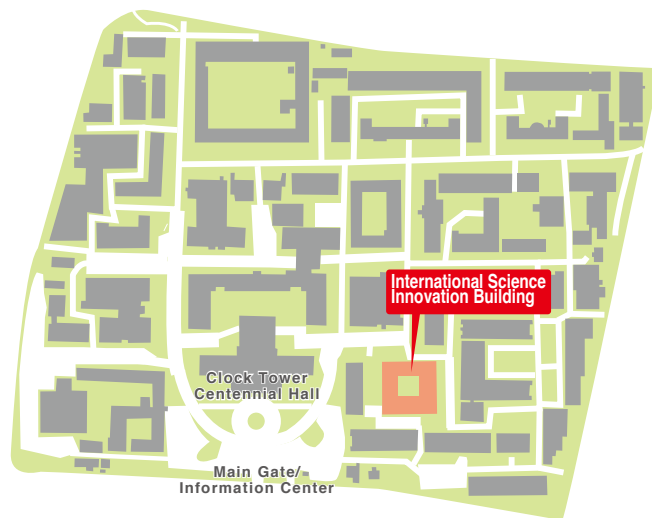 International Science
Innovation Building
Clock Tower
Centennial Hall
Main Gate/
Information Center